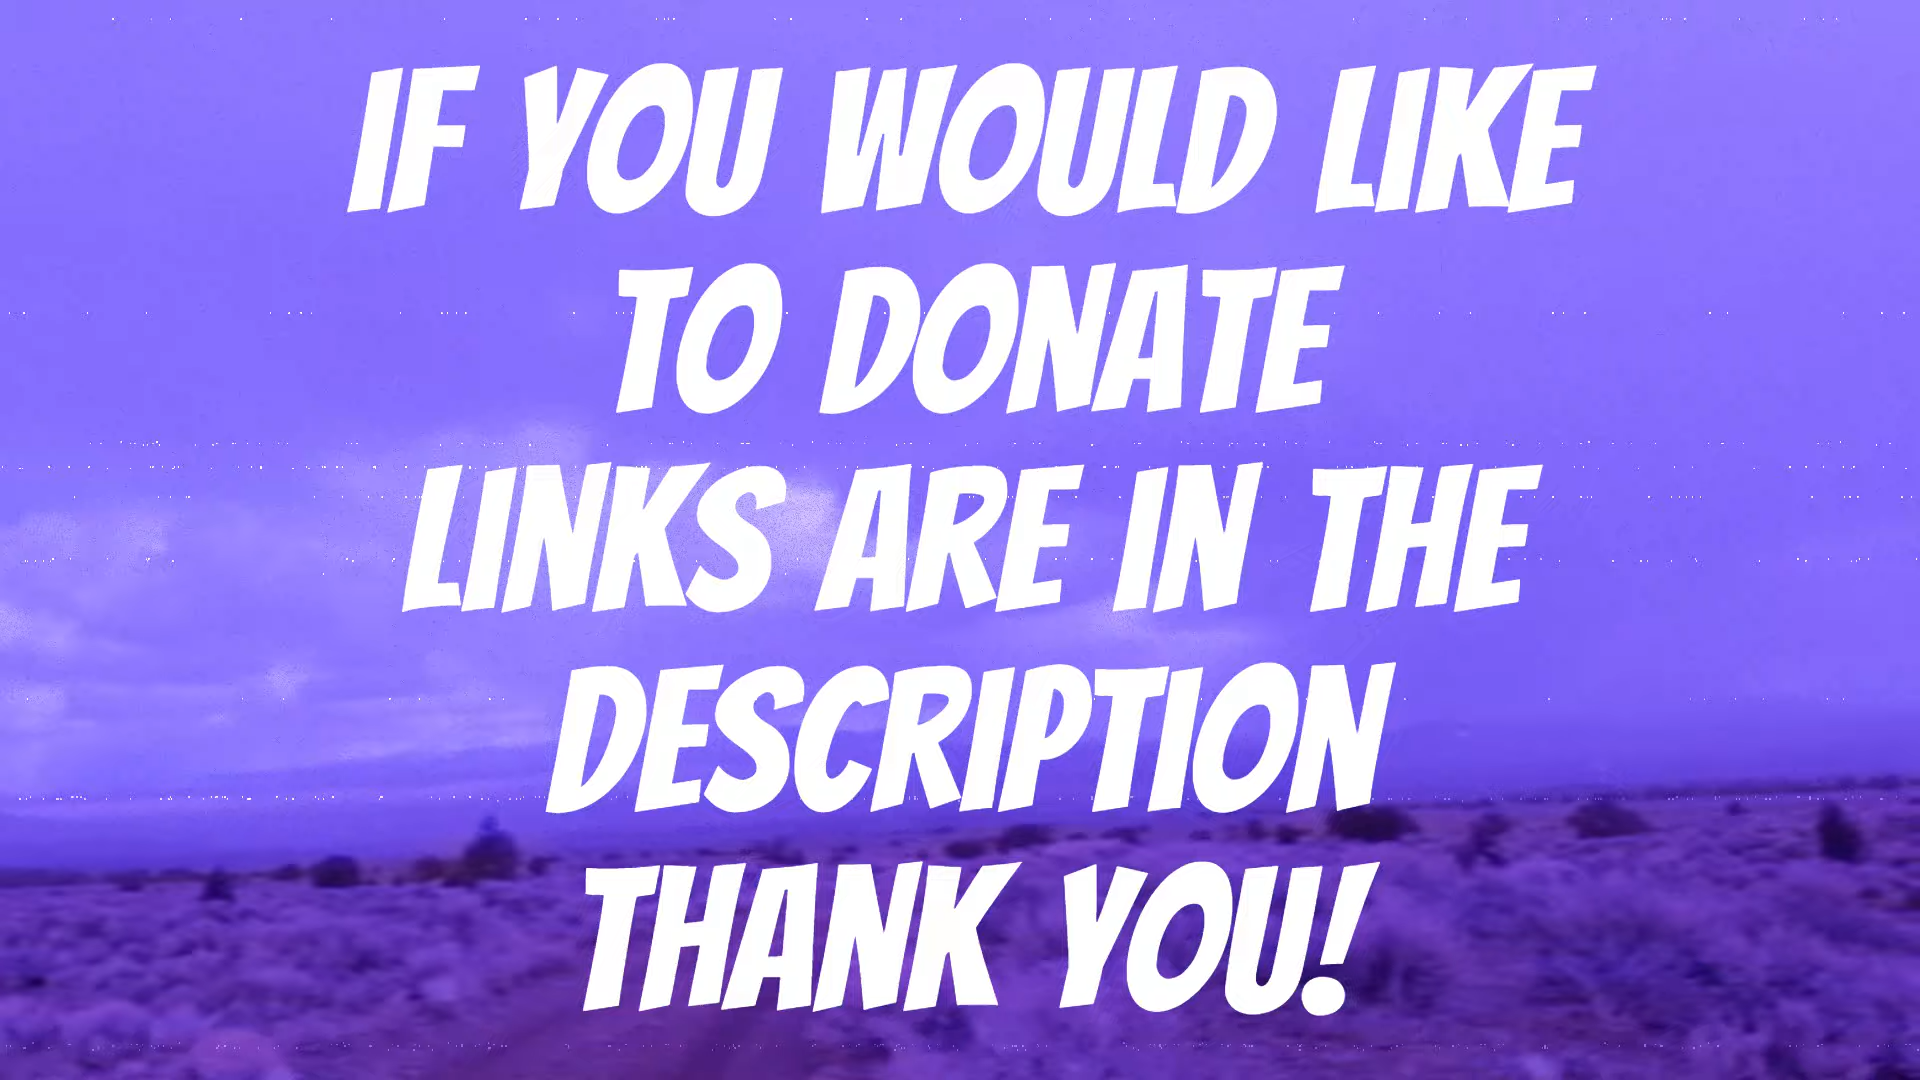 IF YOU WOULD LIKE
TO DONATE
LINKS ARE IN THE
DESCRIPTION
THANK YOU!